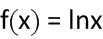 f(x) = lnx